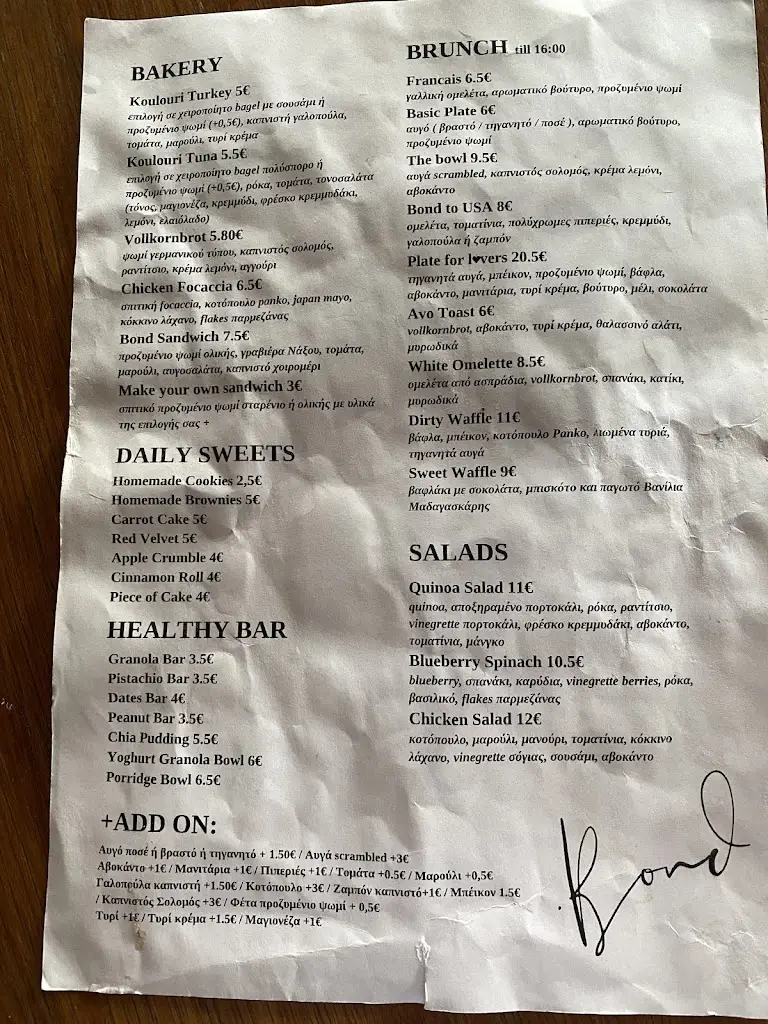 BAKERY
Koulouri Turkey 5€
επιλογή σε χειροποίητο bagel με σουσάμι ή
προζυμένιο ψωμί (+0,5€), καπνιστή γαλοπούλα,
τομάτα, μαρούλι, τυρί κρέμα
Koulouri Tuna 5.5€
επιλογή σε χειροποίητο bagel πολύσπορο ή
προζυμένιο ψωμί (+0,5€), ρόκα, τομάτα, τονοσαλάτα
(τόνος, μαγιονέζα, κρεμμύδι, φρέσκο κρεμμυδάκι,
λεμόνι, ελαιόλαδο)
Vollkornbrot 5.80€
ψωμί γερμανικού τύπου, καπνιστός σολομός,
ραντίτσιο, κρέμα λεμόνι, αγγούρι
Chicken Focaccia 6.5€
σπιτική focaccia, κοτόπουλο panko, japan mayo,
κόκκινο λάχανο, flakes παρμεζάνας
Bond Sandwich 7.5€
προζυμένιο ψωμί ολικής, γραβιέρα Νάξου, τομάτα,
μαρούλι, αυγοσαλάτα, καπνιστό χοιρομέρι
Make your own sandwich 3€
σπιτικό προζυμένιο ψωμί σταρένιο ή ολικής με υλικά
της επιλογής σας +
DAILY SWEETS
Homemade Cookies 2,5€
Homemade Brownies 5€
Carrot Cake 5€
Red Velvet 5€
Apple Crumble 4€
Cinnamon Roll 4€
Piece of Cake 4€
HEALTHY BAR
Granola Bar 3.5€
Pistachio Bar 3.5€
Dates Bar 4€
Peanut Bar 3.5€
Chia Pudding 5.5€
Yoghurt Granola Bowl 6€
Porridge Bowl 6.5€
+ADD ON:
Αυγό ποσέ ή βραστό ή τηγανητό + 1.50€ / Αυγά scrambled +3€
Αβοκάντο +1€ / Μανιτάρια +1€ / Πιπεριές +1€ / Τομάτα +0.5€ / Μαρούλι +0,5€
Γαλοπούλα καπνιστή +1.50€ / Κοτόπουλο +3€ / Ζαμπόν καπνιστό+1€ / Μπέικον 1.5€
/ Καπνιστός Σολομός +3€ / Φέτα προζυμένιο ψωμί + 0,5€
Τυρί +1€ / Τυρί κρέμα +1.5€ / Μαγιονέζα +1€
BRUNCH till 16:00
Francais 6.5€
γαλλική ομελέτα, αρωματικό βούτυρο, προζυμένιο ψωμί
Basic Plate 6€
αυγό ( βραστό / τηγανητό / ποσέ ), αρωματικό βούτυρο,
προζυμένιο ψωμί
The bowl 9.5€
αυγά scrambled, καπνιστός σολομός, κρέμα λεμόνι,
αβοκάντο
Bond to USA 8€
ομελέτα, τοματίνια, πολύχρωμες πιπεριές, κρεμμύδι,
γαλοπούλα ή ζαμπόν
Plate for l♥vers 20.5€
τηγανητά αυγά, μπέικον, προζυμένιο ψωμί, βάφλα,
αβοκάντο, μανιτάρια, τυρί κρέμα, βούτυρο, μέλι, σοκολάτα
Avo Toast 6€
vollkornbrot, αβοκάντο, τυρί κρέμα, θαλασσινό αλάτι,
μυρωδικά
White Omelette 8.5€
ομελέτα από ασπράδια, vollkornbrot, σπανάκι, κατίκι,
μυρωδικά
Dirty Waffle 11€
βάφλα, μπέικον, κοτόπουλο Panko, λιωμένα τυριά,
τηγανητά αυγά
Sweet Waffle 9€
βαφλάκι με σοκολάτα, μπισκότο και παγωτό Βανίλια
Μαδαγασκάρης
SALADS
Quinoa Salad 11€
quinoa, αποξηραμένο πορτοκάλι, ρόκα, ραντίτσιο,
vinegrette πορτοκάλι, φρέσκο κρεμμυδάκι, αβοκάντο,
τοματίνια, μάνγκο
Blueberry Spinach 10.5€
blueberry, σπανάκι, καρύδια, vinegrette berries, ρόκα,
βασιλικό, flakes παρμεζάνας
Chicken Salad 12€
κοτόπουλο, μαρούλι, μανούρι, τοματίνια, κόκκινο
λάχανο, vinegrette σόγιας, σουσάμι, αβοκάντο
Bond